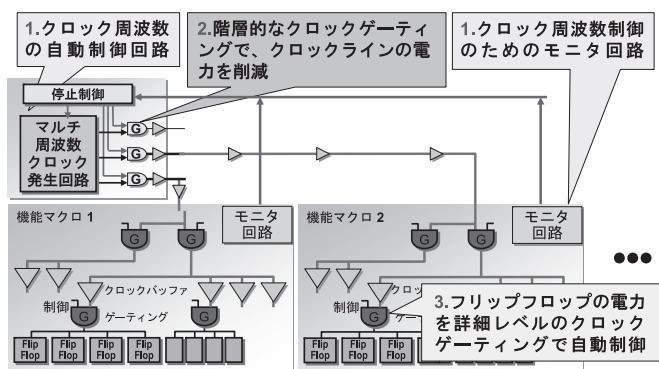 1.クロック周波数
の自動制御回路
2.階層的なクロックゲーティ
ングで、クロックラインの電
力を削減
1.クロック周波数制御
のためのモニタ回路
停止制御
マルチ
周波数
クロック
発生回路
G
G
G
機能マクロ 1
モニタ
回路
G
G
クロックバッファ
制御
G
ゲーティング
G
Flip
Flop
Flip
Flop
Flip
Flop
Flip
Flop
機能マクロ 2
モニタ
回路
G
G
クロッ
制御
G
ゲー
3.フリップフロップの電力
を詳細レベルのクロック
ゲーティングで自動制御
Flip
Flop
Flip
Flop
Flip
Flop
Flip
Flop